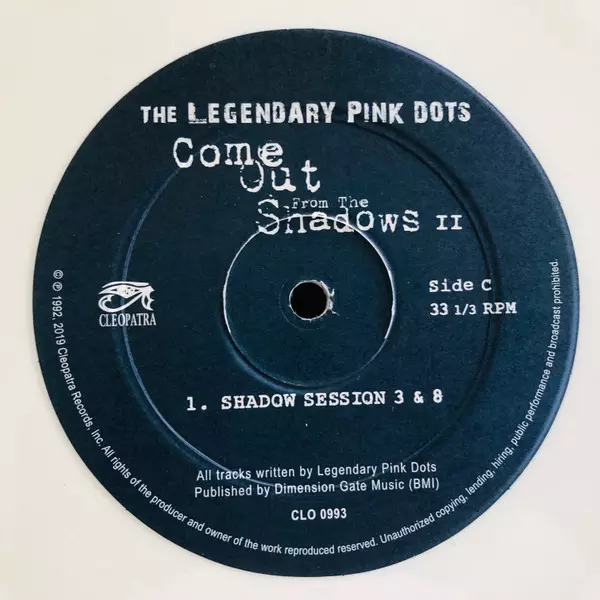 THE LEGENDARY PINK DOTS
Come
Out
From The
Shadows II
Side C
33 1/3 RPM
CLEOPATRA
1. SHADOW SESSION 3 & 8
All tracks written by Legendary Pink Dots
Published by Dimension Gate Music (BMI)
CLO 0993
© ℗ 1992, 2019 Cleopatra Records, Inc. All rights of the producer and owner of the work reproduced reserved. Unauthorized copying, lending, hiring, public performance and broadcast prohibited.